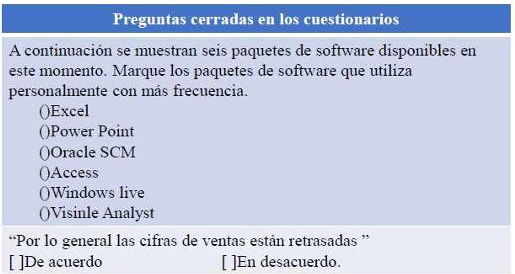 Preguntas cerradas en los cuestionarios
A continuación se muestran seis paquetes de software disponibles en
este momento. Marque los paquetes de software que utiliza
personalmente con más frecuencia.
()Excel
()Power Point
()Oracle SCM
()Access
()Windows live
()Visinle Analyst
“Por lo general las cifras de ventas están retrasadas ”
[ ]De acuerdo [ ]En desacuerdo.